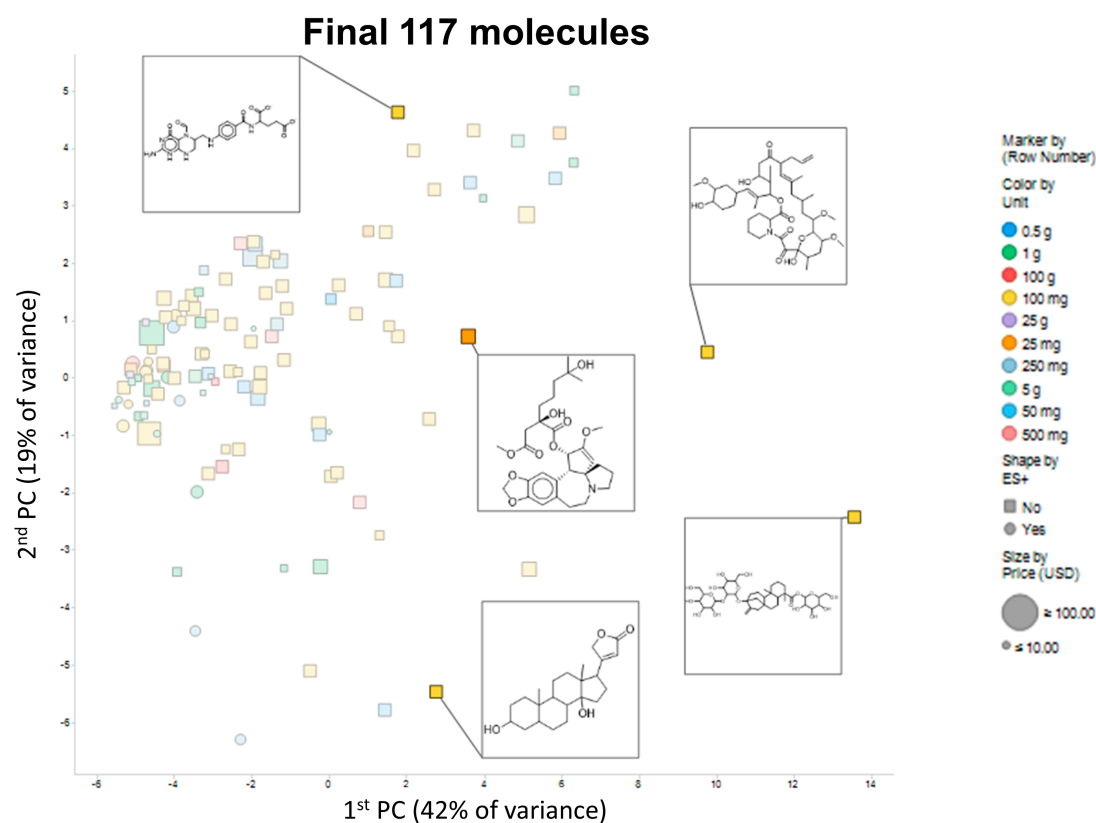 Final 117 molecules
Marker by
(Row Number)
Color by
Unit
0.5 g
1 g
100 g
100 mg
25 g
25 mg
250 mg
5 g
50 mg
500 mg
Shape by
ES+
No
Yes
Size by
Price (USD)
≥ 100.00
≤ 10.00
2nd PC (19% of variance)
5
4
3
2
1
0
-1
-2
-3
-4
-5
-6
-6
-4
-2
0
2
4
6
8
10
12
14
1st PC (42% of variance)
OH
OH
O
O
O
O
O
O
N
HO
OH
O
O
HO
HO
HO
O
O
O
O
N
O
O
O
O
O